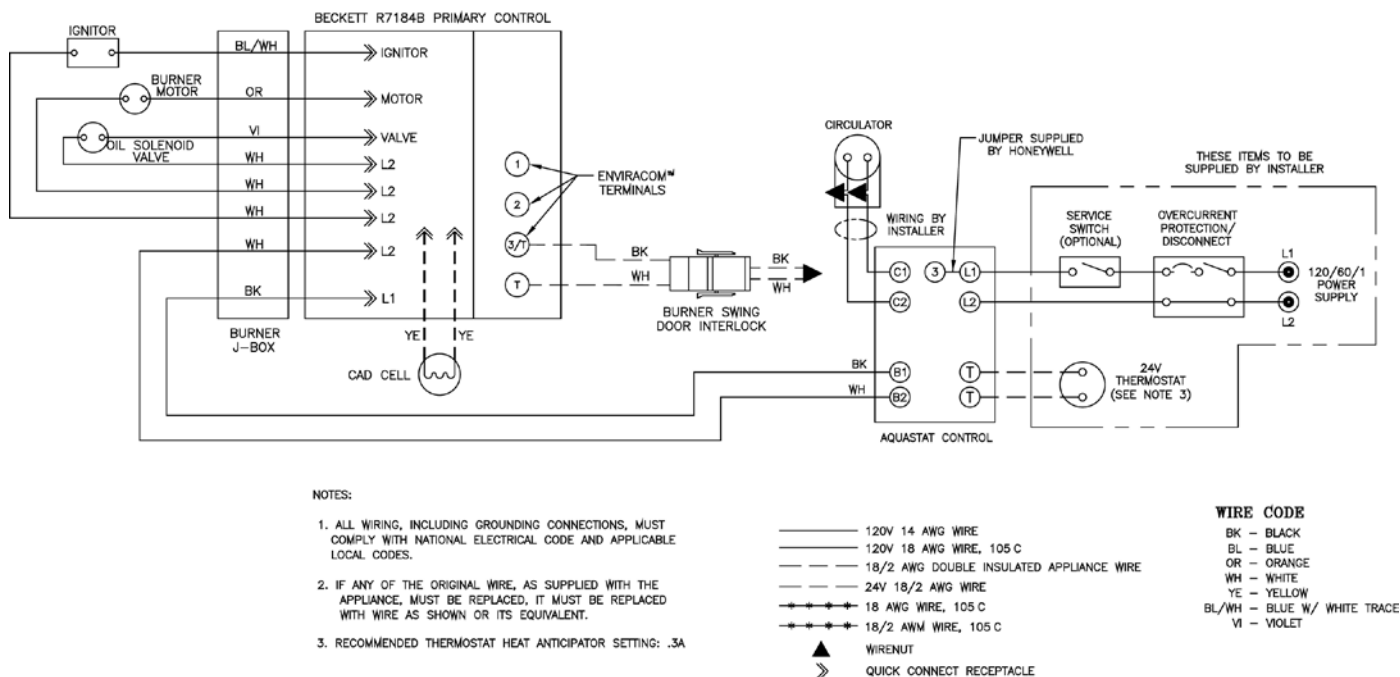 BECKETT R7184B PRIMARY CONTROL
IGNITOR
BL/WH
IGNITOR
BURNER
MOTOR
OR
MOTOR
OIL SOLENOID
VALVE
VI
VALVE
WH
L2
WH
L2
WH
L2
WH
L2
BK
L1
BURNER
J-BOX
1
2
3/T
T
ENVIRACOM™
TERMINALS
BK
WH
BK
WH
BURNER SWING
DOOR INTERLOCK
YE
YE
CAD CELL
CIRCULATOR
WIRING BY
INSTALLER
JUMPER SUPPLIED
BY HONEYWELL
THESE ITEMS TO BE
SUPPLIED BY INSTALLER
SERVICE
SWITCH
(OPTIONAL)
OVERCURRENT
PROTECTION/
DISCONNECT
C1
3
L1
C2
L2
L1
120/60/1
POWER
SUPPLY
L2
BK
B1
T
WH
B2
T
24V
THERMOSTAT
(SEE NOTE 3)
AQUASTAT CONTROL
NOTES:
1. ALL WIRING, INCLUDING GROUNDING CONNECTIONS, MUST
COMPLY WITH NATIONAL ELECTRICAL CODE AND APPLICABLE
LOCAL CODES.
2. IF ANY OF THE ORIGINAL WIRE, AS SUPPLIED WITH THE
APPLIANCE, MUST BE REPLACED, IT MUST BE REPLACED
WITH WIRE AS SHOWN OR ITS EQUIVALENT.
3. RECOMMENDED THERMOSTAT HEAT ANTICIPATOR SETTING: .3A
120V 14 AWG WIRE
120V 18 AWG WIRE, 105 C
18/2 AWG DOUBLE INSULATED APPLIANCE WIRE
24V 18/2 AWG WIRE
18 AWG WIRE, 105 C
18/2 AWM WIRE, 105 C
WIRENUT
QUICK CONNECT RECEPTACLE
WIRE CODE
BK - BLACK
BL - BLUE
OR - ORANGE
WH - WHITE
YE - YELLOW
BL/WH - BLUE W/ WHITE TRACE
VI - VIOLET